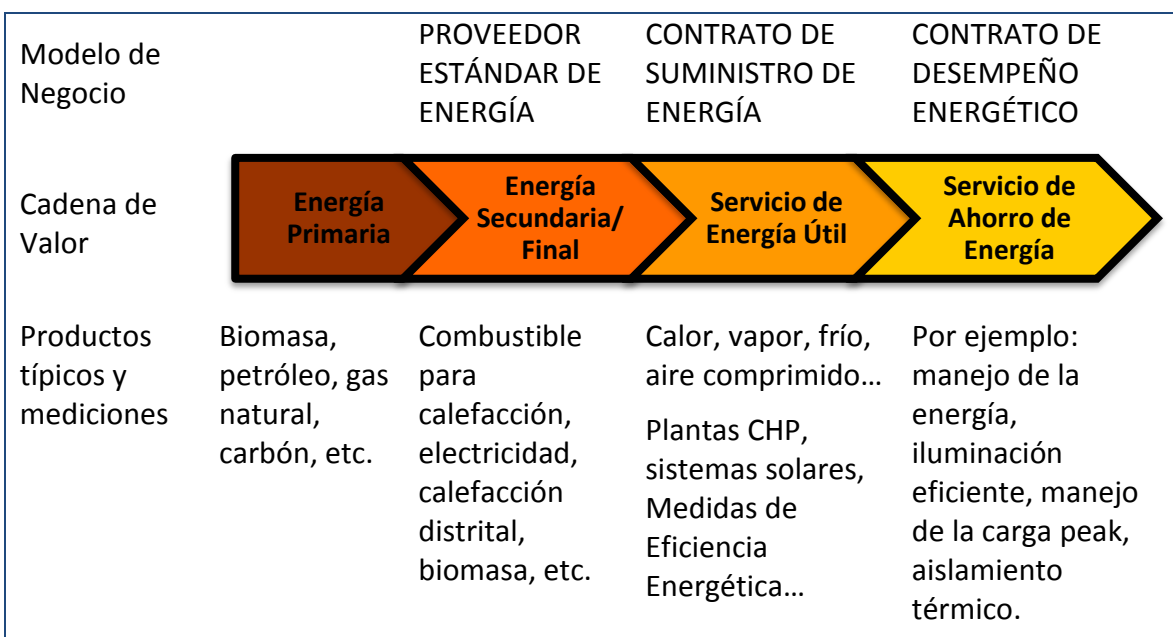 Modelo de
Negocio
PROVEEDOR
ESTÁNDAR DE
ENERGÍA
CONTRATO DE
SUMINISTRO DE
ENERGÍA
CONTRATO DE
DESEMPEÑO
ENERGÉTICO
Cadena de
Valor
Energía
Primaria
Energía
Secundaria/
Final
Servicio de
Energía Útil
Servicio de
Ahorro de
Energía
Productos
típicos y
mediciones
Biomasa,
petróleo, gas
natural,
carbón, etc.
Combustible
para
calefacción,
electricidad,
calefacción
distrital,
biomasa, etc.
Calor, vapor, frío,
aire comprimido…
Plantas CHP,
sistemas solares,
Medidas de
Eficiencia
Energética…
Por ejemplo:
manejo de la
energía,
iluminación
eficiente, manejo
de la carga peak,
aislamiento
térmico.